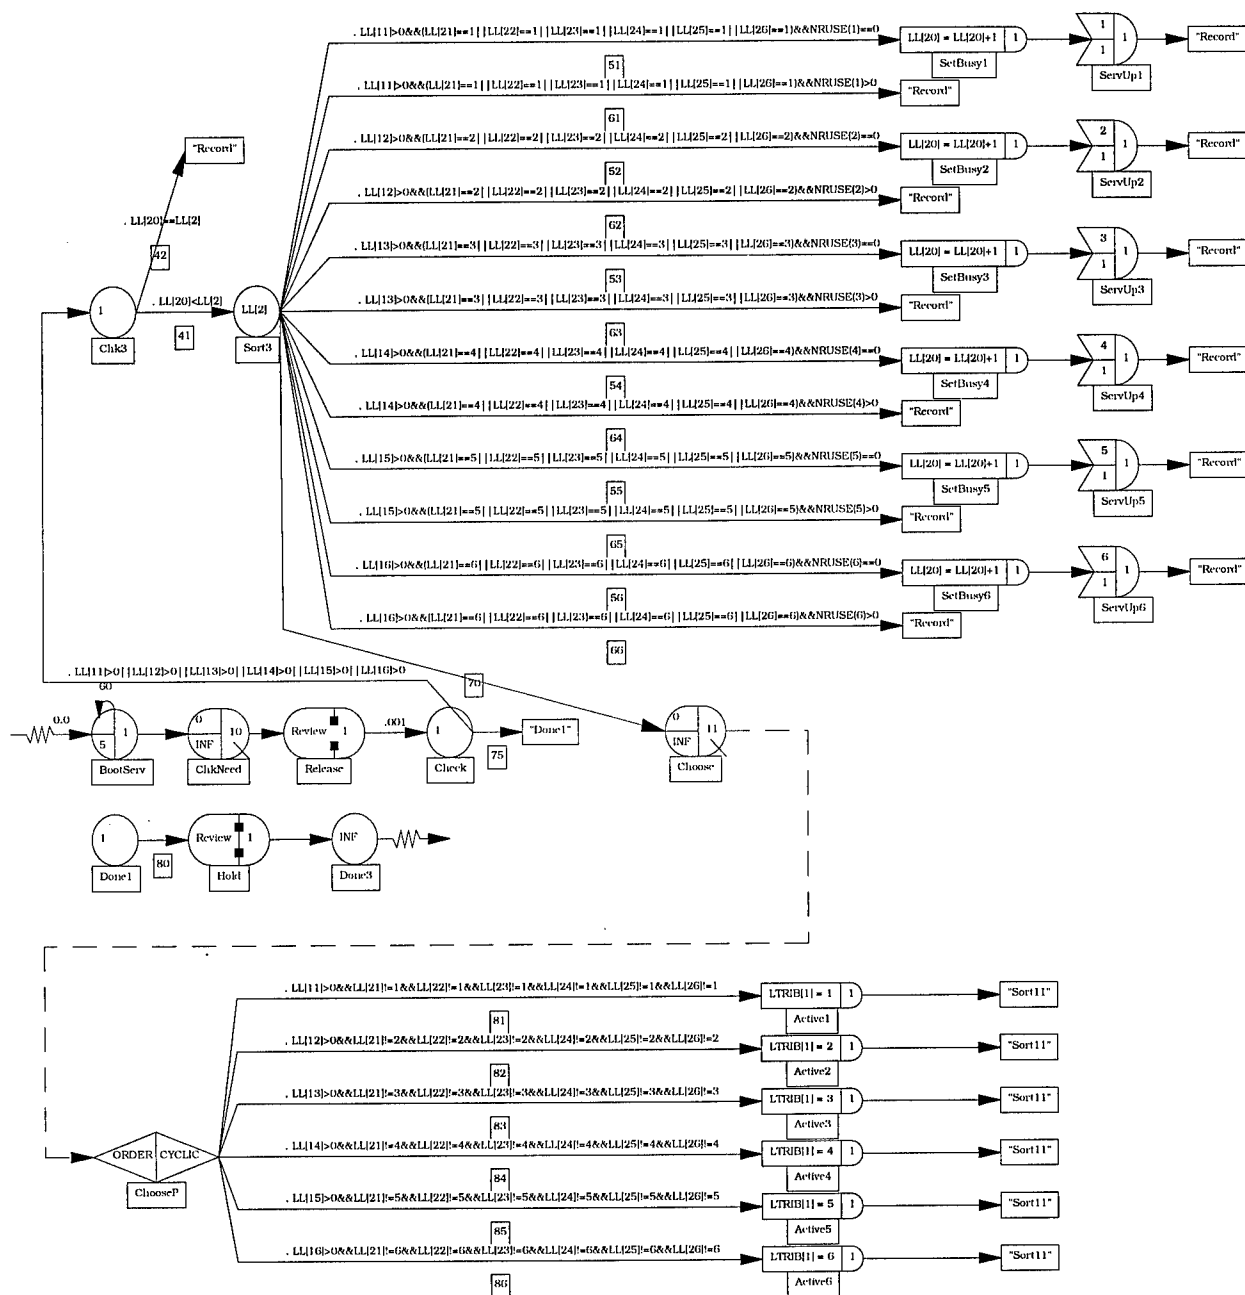 . LL[11]>0&&(LL[21]==1||LL[22]==1||LL[23]==1||LL[24]==1||LL[25]==1||LL[26]==1)&&NRUSE(1)==0
LL[20] = LL[20]+1 1
SetBusy1
1
1
1
ServUp1
"Record"
51
. LL[11]>0&&(LL[21]==1||LL[22]==1||LL[23]==1||LL[24]==1||LL[25]==1||LL[26]==1)&&NRUSE(1)>0
"Record"
61
. LL[12]>0&&(LL[21]==2||LL[22]==2||LL[23]==2||LL[24]==2||LL[25]==2||LL[26]==2)&&NRUSE(2)==0
LL[20] = LL[20]+1 1
SetBusy2
2
1
1
ServUp2
"Record"
52
. LL[12]>0&&(LL[21]==2||LL[22]==2||LL[23]==2||LL[24]==2||LL[25]==2||LL[26]==2)&&NRUSE(2)>0
"Record"
62
. LL[13]>0&&(LL[21]==3||LL[22]==3||LL[23]==3||LL[24]==3||LL[25]==3||LL[26]==3)&&NRUSE(3)==0
LL[20] = LL[20]+1 1
SetBusy3
3
1
1
ServUp3
"Record"
53
. LL[13]>0&&(LL[21]==3||LL[22]==3||LL[23]==3||LL[24]==3||LL[25]==3||LL[26]==3)&&NRUSE(3)>0
"Record"
63
. LL[14]>0&&(LL[21]==4||LL[22]==4||LL[23]==4||LL[24]==4||LL[25]==4||LL[26]==4)&&NRUSE(4)==0
LL[20] = LL[20]+1 1
SetBusy4
4
1
1
ServUp4
"Record"
54
. LL[14]>0&&(LL[21]==4||LL[22]==4||LL[23]==4||LL[24]==4||LL[25]==4||LL[26]==4)&&NRUSE(4)>0
"Record"
64
. LL[15]>0&&(LL[21]==5||LL[22]==5||LL[23]==5||LL[24]==5||LL[25]==5||LL[26]==5)&&NRUSE(5)==0
LL[20] = LL[20]+1 1
SetBusy5
5
1
1
ServUp5
"Record"
55
. LL[15]>0&&(LL[21]==5||LL[22]==5||LL[23]==5||LL[24]==5||LL[25]==5||LL[26]==5)&&NRUSE(5)>0
"Record"
65
. LL[16]>0&&(LL[21]==6||LL[22]==6||LL[23]==6||LL[24]==6||LL[25]==6||LL[26]==6)&&NRUSE(6)==0
LL[20] = LL[20]+1 1
SetBusy6
6
1
1
ServUp6
"Record"
56
. LL[16]>0&&(LL[21]==6||LL[22]==6||LL[23]==6||LL[24]==6||LL[25]==6||LL[26]==6)&&NRUSE(6)>0
"Record"
66
"Record"
. LL[20]==LL[2]
42
1
Chk3
. LL[20]<LL[2]
41
LL[2]
Sort3
. LL[11]>0||LL[12]>0||LL[13]>0||LL[14]>0||LL[15]>0||LL[16]>0
70
60
0.0
5
1
BootServ
0
INF
10
ChkNeed
Review 1
Release
.001
1
Check
75
"Done1"
0
INF
11
Choose
1
Done1
80
Review 1
Hold
INF
Done3
ORDER CYCLIC
ChooseP
. LL[11]>0&&LL[21]!=1&&LL[22]!=1&&LL[23]!=1&&LL[24]!=1&&LL[25]!=1&&LL[26]!=1
81
LTRIB[1] = 1 1
Active1
"Sort11"
. LL[12]>0&&LL[21]!=2&&LL[22]!=2&&LL[23]!=2&&LL[24]!=2&&LL[25]!=2&&LL[26]!=2
82
LTRIB[1] = 2 1
Active2
"Sort11"
. LL[13]>0&&LL[21]!=3&&LL[22]!=3&&LL[23]!=3&&LL[24]!=3&&LL[25]!=3&&LL[26]!=3
83
LTRIB[1] = 3 1
Active3
"Sort11"
. LL[14]>0&&LL[21]!=4&&LL[22]!=4&&LL[23]!=4&&LL[24]!=4&&LL[25]!=4&&LL[26]!=4
84
LTRIB[1] = 4 1
Active4
"Sort11"
. LL[15]>0&&LL[21]!=5&&LL[22]!=5&&LL[23]!=5&&LL[24]!=5&&LL[25]!=5&&LL[26]!=5
85
LTRIB[1] = 5 1
Active5
"Sort11"
. LL[16]>0&&LL[21]!=6&&LL[22]!=6&&LL[23]!=6&&LL[24]!=6&&LL[25]!=6&&LL[26]!=6
86
LTRIB[1] = 6 1
Active6
"Sort11"